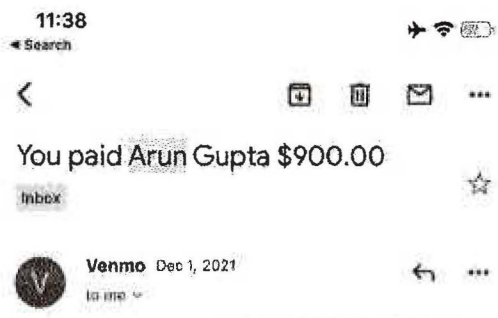 11:38
◀ Search
You paid Arun Gupta $900.00
Inbox
V
Venmo Dec 1, 2021
to me